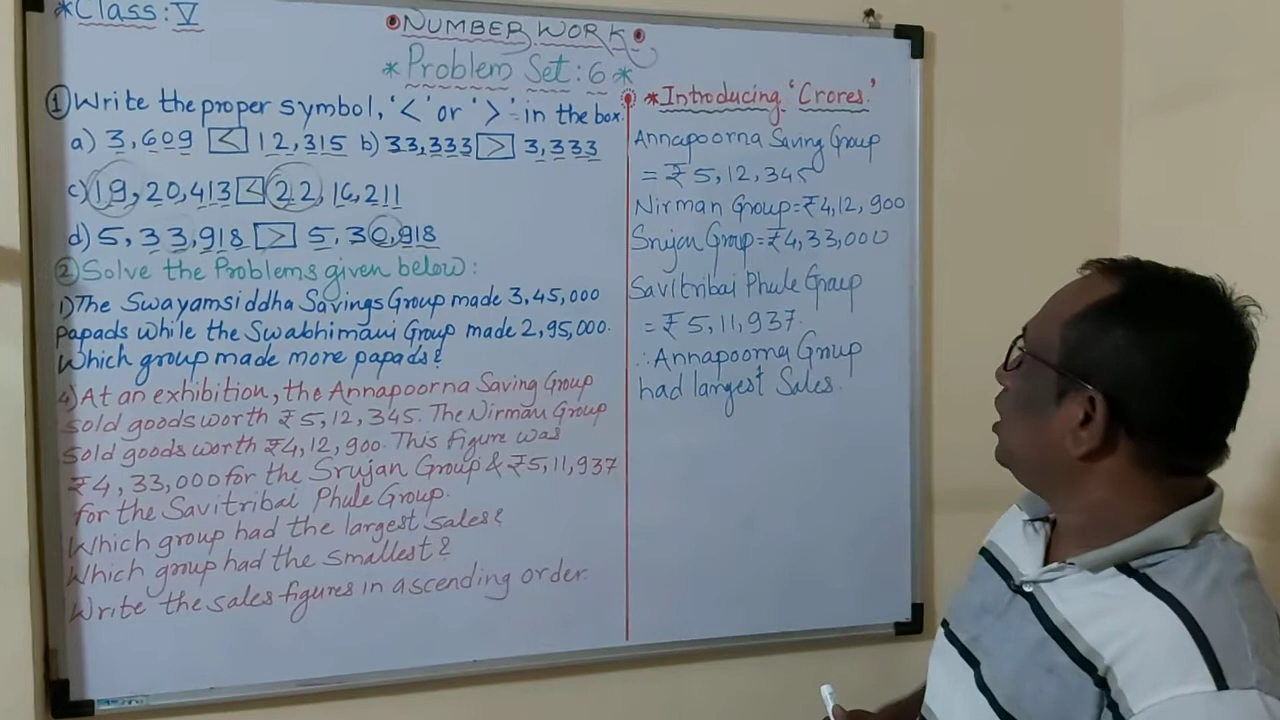 *Class: V
NUMBER WORK
* Problem Set: 6 *
① Write the proper symbol, '<' or '>' in the box.
a) 3,609 < 12,315 b) 33,333 > 3,333
c) 19,20,413 < 22,16,211
d) 5,33,918 > 5,30,918
② Solve the Problems given below:
1) The Swayamsiddha Savings Group made 3,45,000
papads while the Swabhimani Group made 2,95,000.
Which group made more papads?
4) At an exhibition, the Annapoorna Saving Group
sold goods worth ₹5,12,345. The Nirman Group
sold goods worth ₹4,12,900. This figure was
₹4,33,000 for the Srujan Group & ₹5,11,937
for the Savitribai Phule Group.
Which group had the largest sales?
Which group had the smallest?
Write the sales figures in ascending order.
* Introducing 'Crores.'
Annapoorna Saving Group
= ₹5,12,345
Nirman Group=₹4,12,900
Srujan Group=₹4,33,000
Savitribai Phule Group
= ₹5,11,937.
∴ Annapoorna Group
had largest Sales.